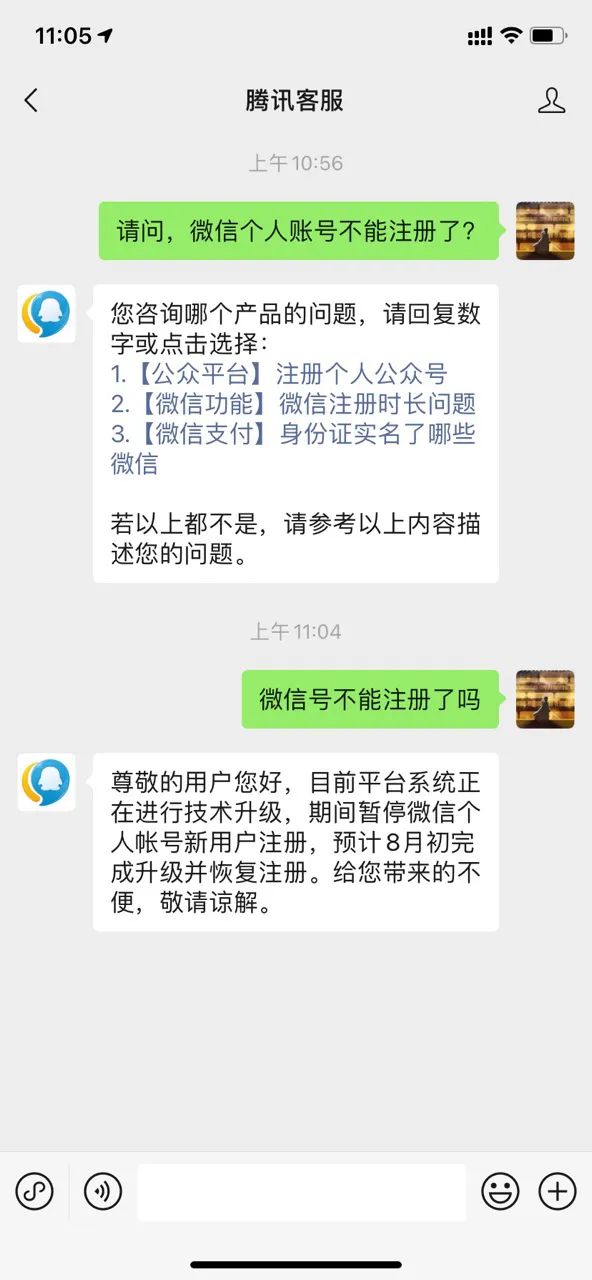 11:05
腾讯客服
上午10:56
请问，微信个人账号不能注册了？
您咨询哪个产品的问题，请回复数
字或点击选择：
1.【公众平台】注册个人公众号
2.【微信功能】微信注册时长问题
3.【微信支付】身份证实名了哪些
微信
若以上都不是，请参考以上内容描
述您的问题。
上午11:04
微信号不能注册了吗
尊敬的用户您好，目前平台系统正
在进行技术升级，期间暂停微信个
人帐号新用户注册，预计8月初完
成升级并恢复注册。给您带来的不
便，敬请谅解。